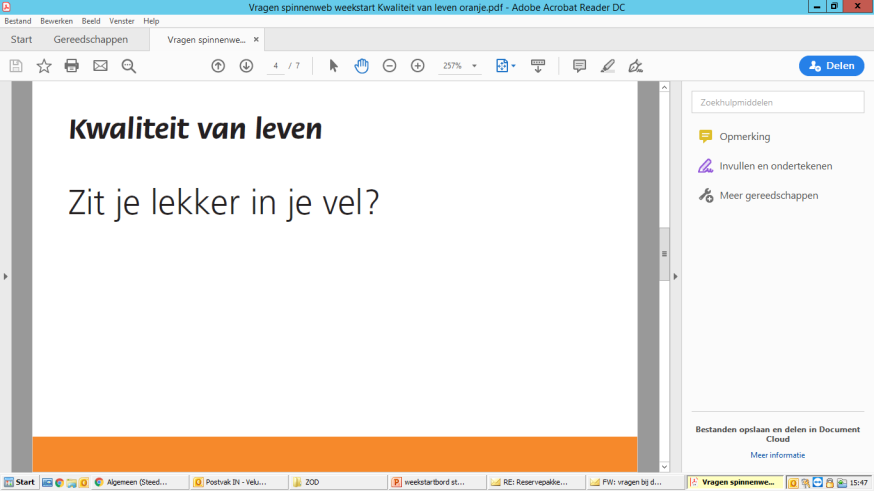 Vragen spinnenweb weekstart Kwaliteit van leven oranje.pdf - Adobe Acrobat Reader DC
Bestand Bewerken Beeld Venster Help
Start Gereedschappen Vragen spinnenwe... ×
4 / 7 257% Delen
Kwaliteit van leven
Zit je lekker in je vel?
Zoekhulpmiddelen
Opmerking
Invullen en ondertekenen
Meer gereedschappen
Bestanden opslaan en delen in Document
Cloud
Meer informatie
Start Algemeen (Steed... Postvak IN - Velu... ZOD weekstartbord st... RE: Reservepakke... FW: vragen bij d... Vragen spinnenwe... 15:47